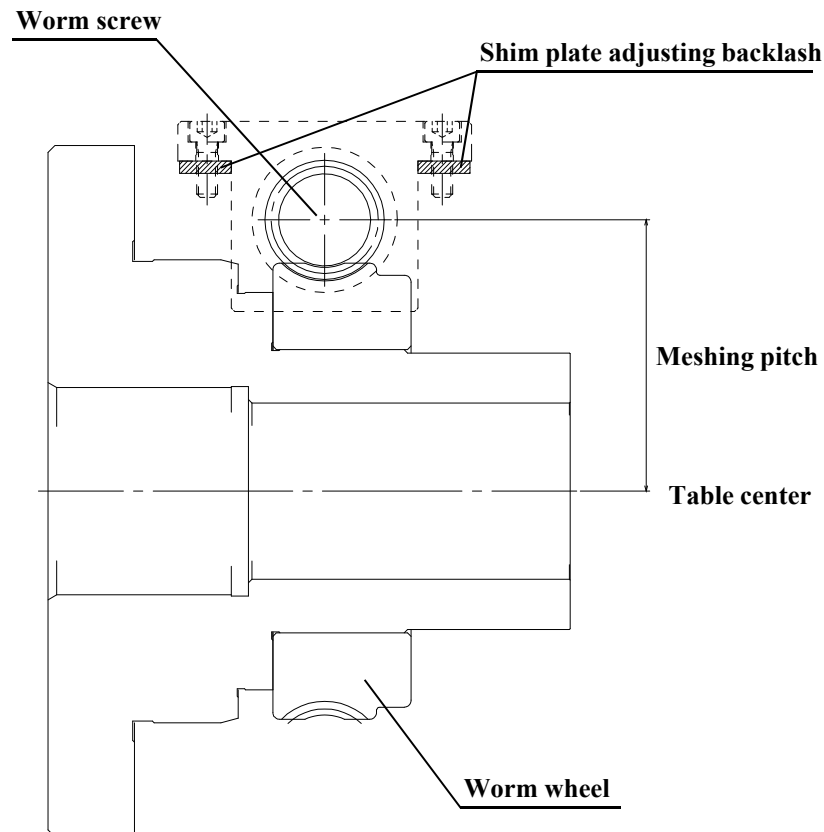 Worm screw
Shim plate adjusting backlash
Meshing pitch
Table center
Worm wheel